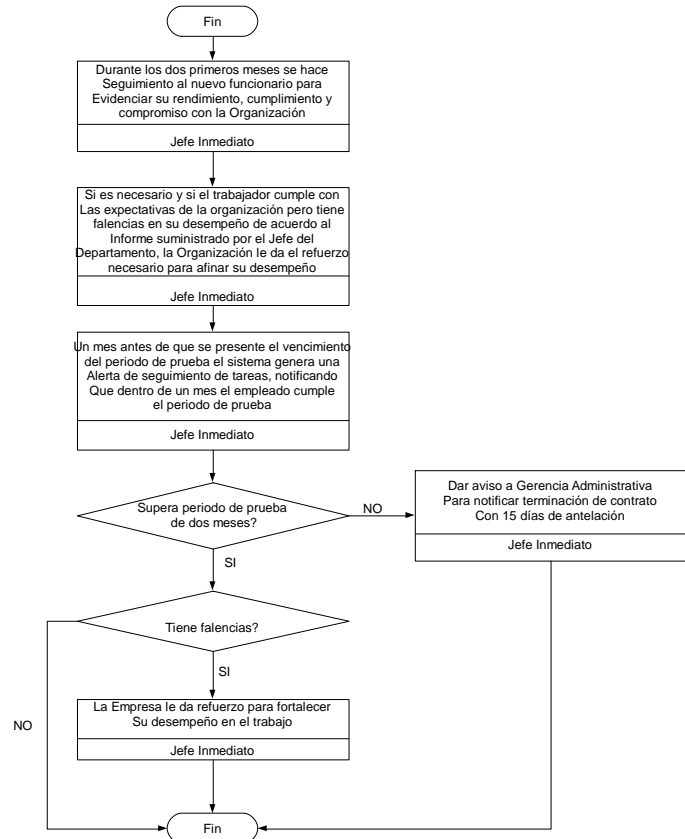 Fin
Durante los dos primeros meses se hace
Seguimiento al nuevo funcionario para
Evidenciar su rendimiento, cumplimiento y
compromiso con la Organización
Jefe Inmediato
Si es necesario y si el trabajador cumple con
Las expectativas de la organización pero tiene
falencias en su desempeño de acuerdo al
Informe suministrado por el Jefe del
Departamento, la Organización le da el refuerzo
necesario para afinar su desempeño
Jefe Inmediato
Un mes antes de que se presente el vencimiento
del periodo de prueba el sistema genera una
Alerta de seguimiento de tareas, notificando
Que dentro de un mes el empleado cumple
el periodo de prueba
Jefe Inmediato
Supera periodo de prueba
de dos meses?
NO
Dar aviso a Gerencia Administrativa
Para notificar terminación de contrato
Con 15 días de antelación
Jefe Inmediato
SI
Tiene falencias?
SI
NO
La Empresa le da refuerzo para fortalecer
Su desempeño en el trabajo
Jefe Inmediato
Fin